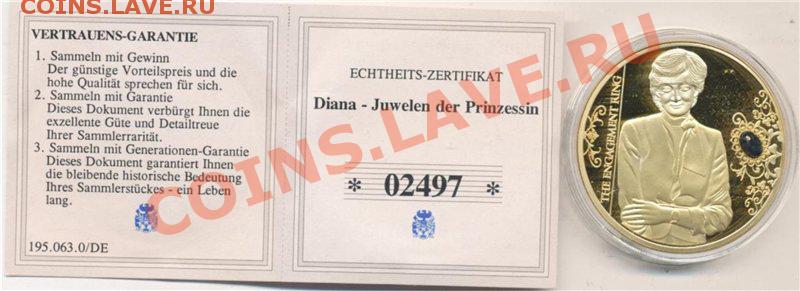 COINS.LAVE.RU
VERTRAUENS-GARANTIE
1. Sammeln mit Gewinn
Der günstige Vorteilspreis und die
hohe Qualität sprechen für sich.
2. Sammeln mit Garantie
Dieses Dokument verbürgt Ihnen die
exzellente Güte und Detailtreue
Ihrer Sammlerrarität.
3. Sammeln mit Generationen-Garantie
Dieses Dokument garantiert Ihnen
die bleibende historische Bedeutung
Ihres Sammlerstückes - ein Leben
lang.
195.063.0/DE
ECHTHEITS-ZERTIFIKAT
Diana - Juwelen der Prinzessin
* 02497 *
THE ENGAGEMENT RING
COINS.LAVE.RU